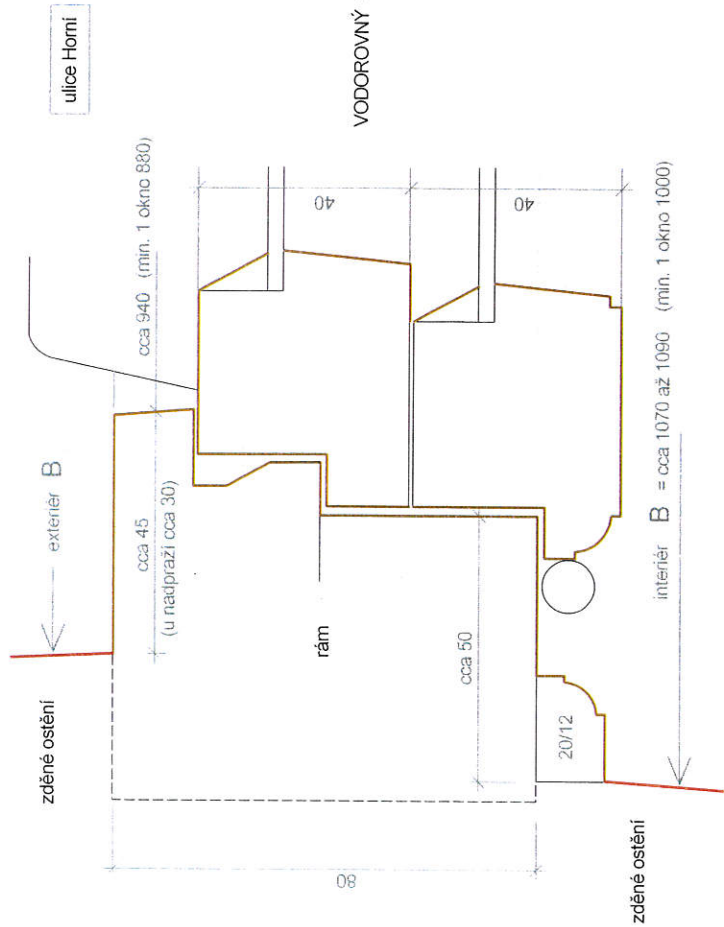 ulice Horní
zděné ostění
exteriér B
cca 940 (min. 1 okno 880)
cca 45
(u nadpraží cca 30)
VODOROVNÝ
40
40
rám
80
cca 50
20/12
interiér B = cca 1070 až 1090 (min. 1 okno 1000)
zděné ostění